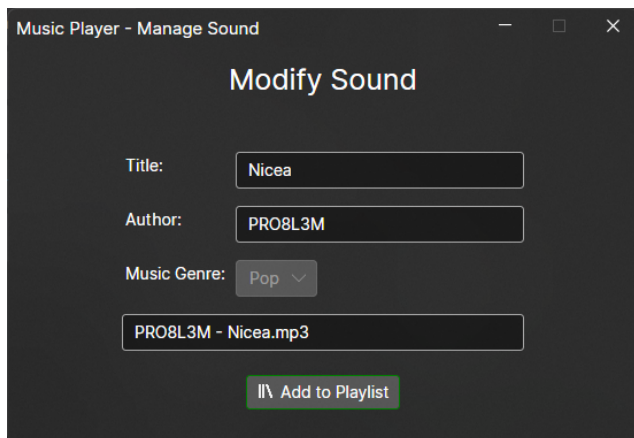 Music Player - Manage Sound
Modify Sound
Title:
Nicea
Author:
PRO8L3M
Music Genre:
Pop
PRO8L3M - Nicea.mp3
Add to Playlist